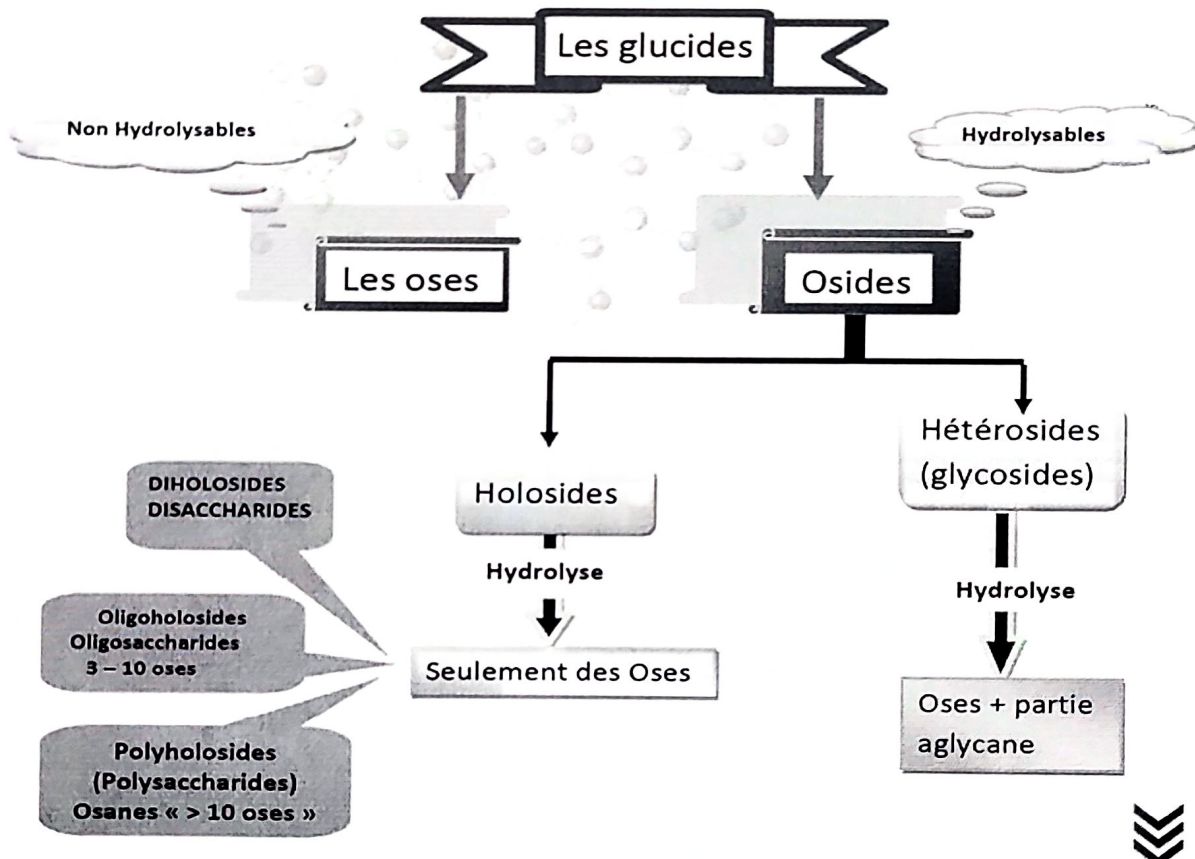 Les glucides
Non Hydrolysables
Hydrolysables
Les oses
Osides
Holosides
Hétérosides
(glycosides)
DIHOLOSIDES
DISACCHARIDES
Hydrolyse
Hydrolyse
Oligoholosides
Oligosaccharides
3 – 10 oses
Seulement des Oses
Oses + partie
aglycane
Polyholosides
(Polysaccharides)
Osanes « > 10 oses »